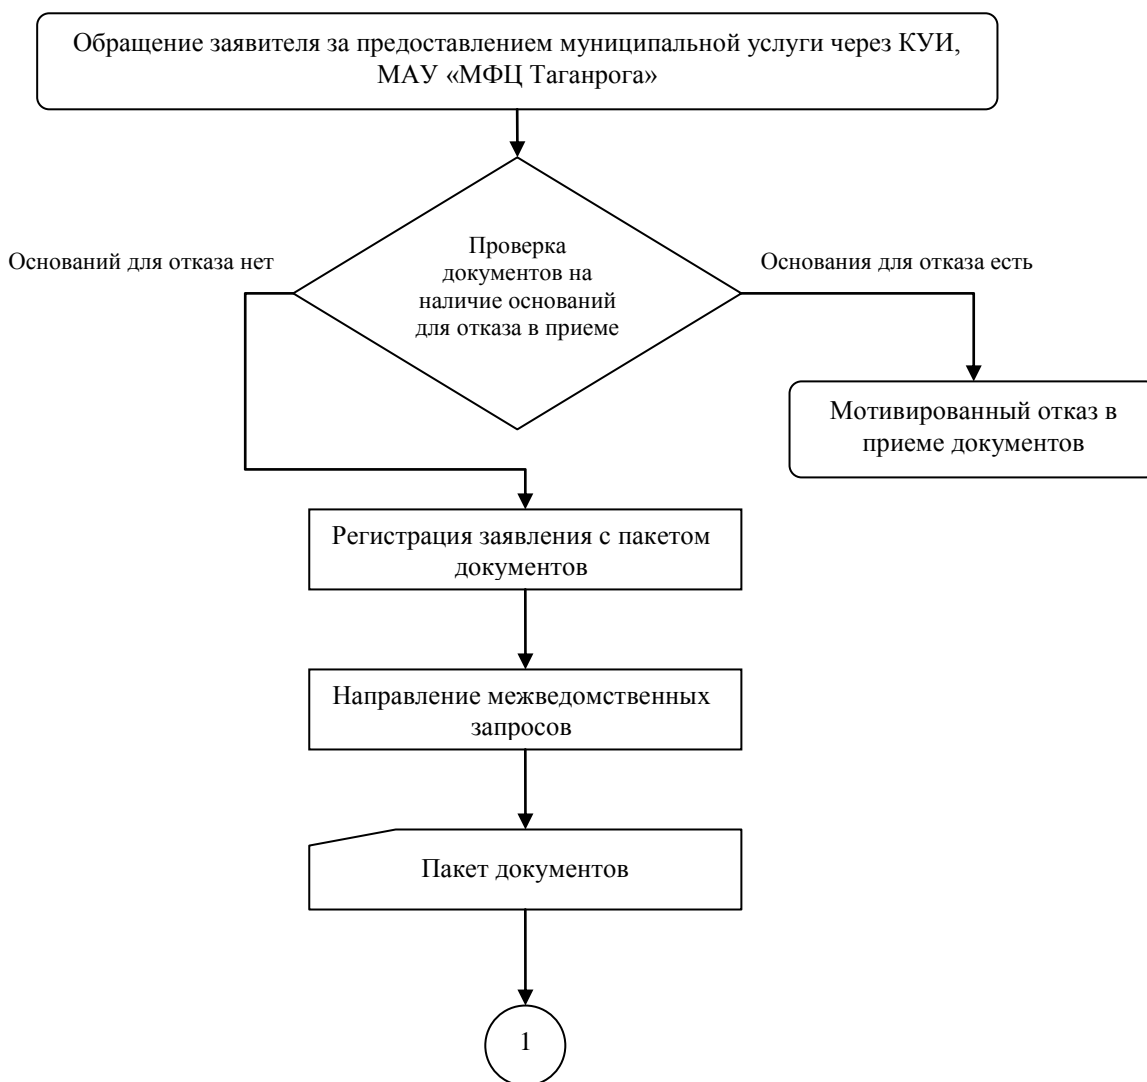 Обращение заявителя за предоставлением муниципальной услуги через КУИ,
МАУ «МФЦ Таганрога»
Оснований для отказа нет
Проверка
документов на
наличие оснований
для отказа в приеме
Основания для отказа есть
Мотивированный отказ в
приеме документов
Регистрация заявления с пакетом
документов
Направление межведомственных
запросов
Пакет документов
1